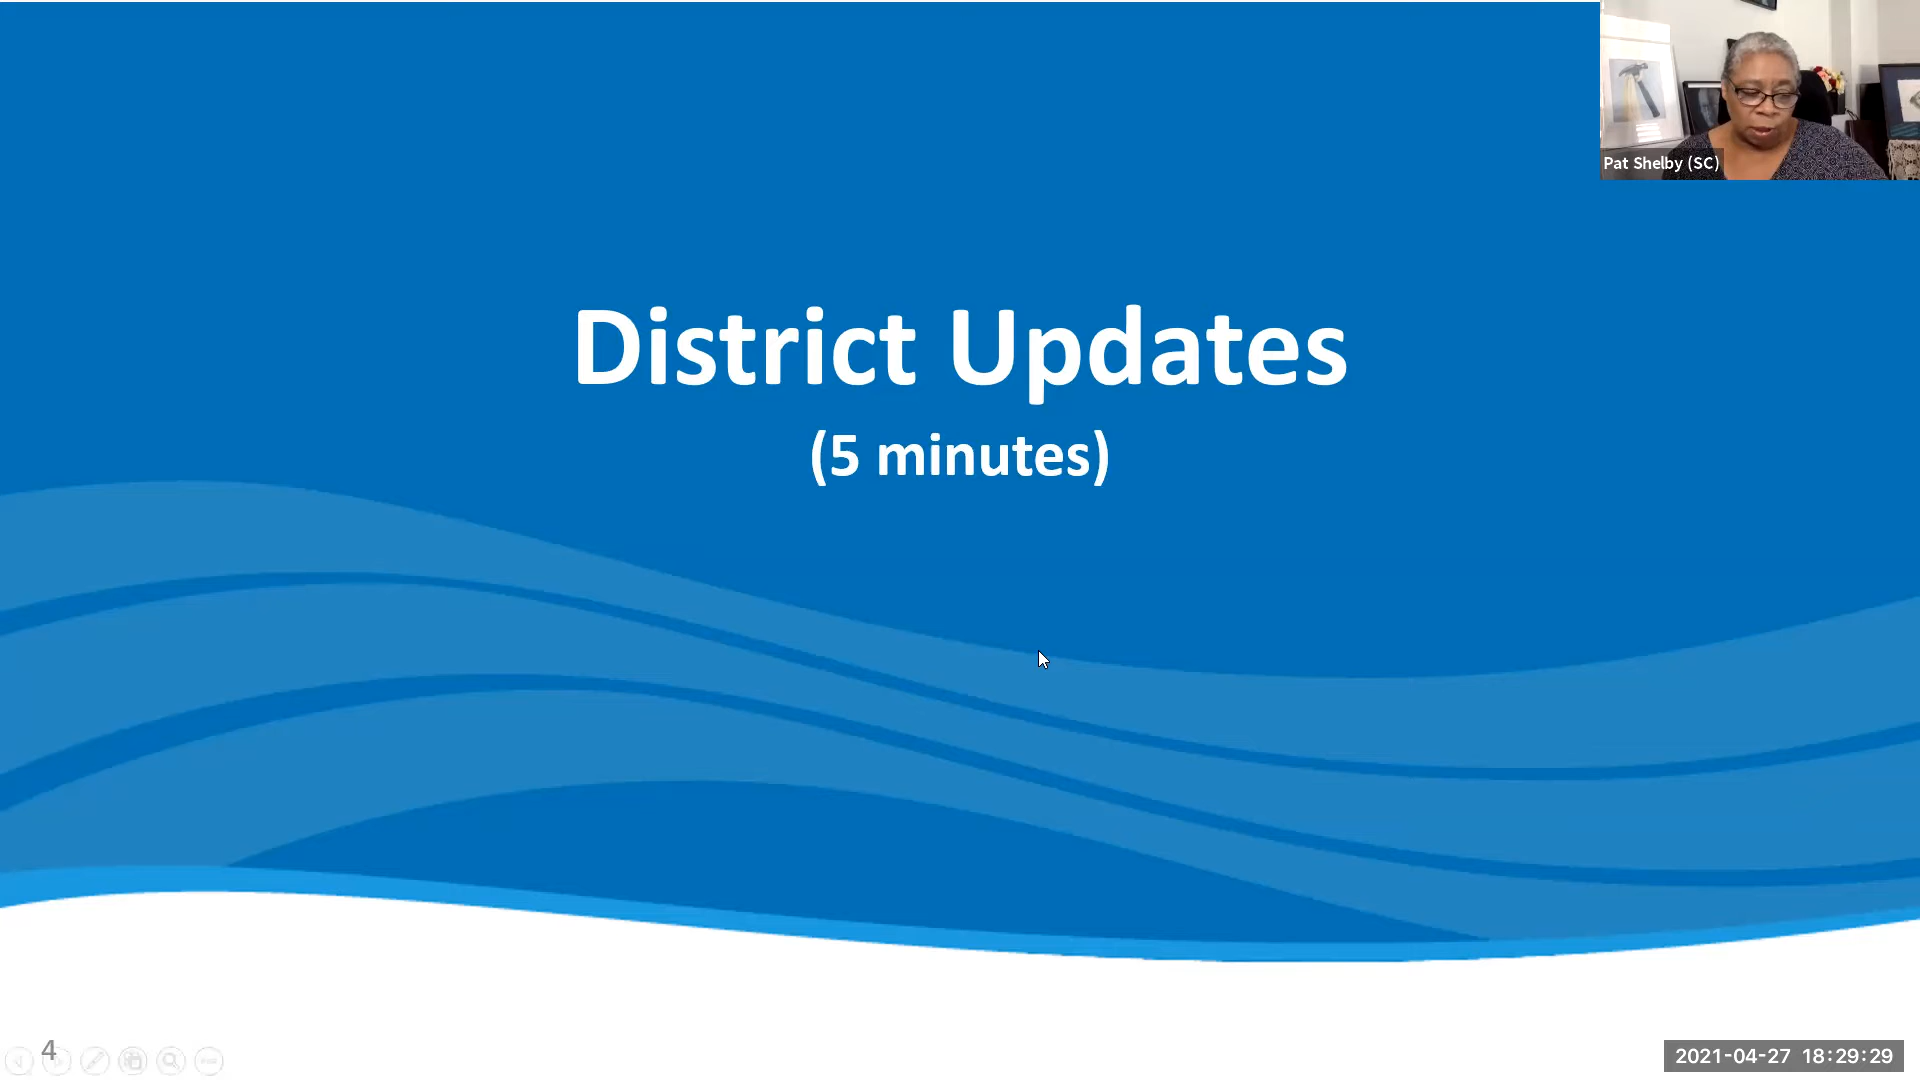 District Updates
(5 minutes)
Pat Shelby (SC)
4
2021-04-27 18:29:29